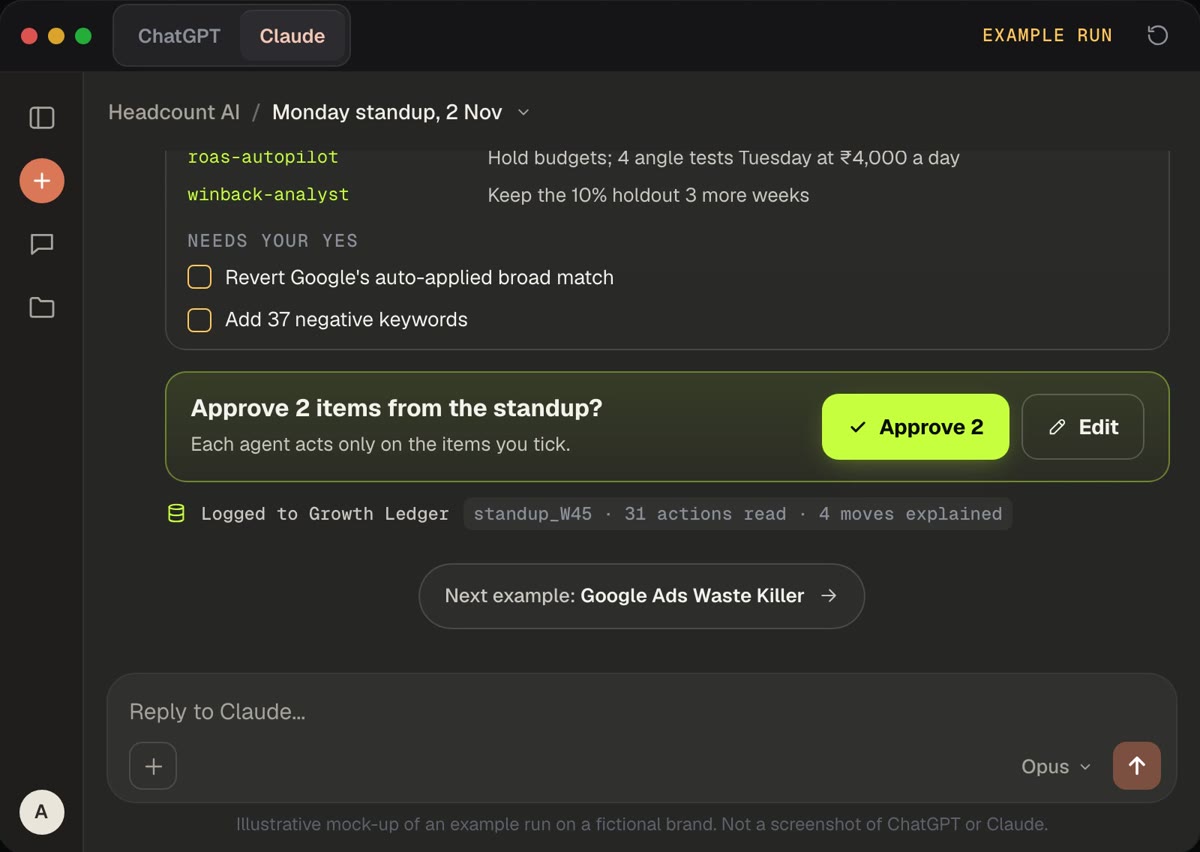 ChatGPT Claude EXAMPLE RUN
Headcount AI / Monday standup, 2 Nov
roas-autopilot Hold budgets; 4 angle tests Tuesday at ₹4,000 a day
winback-analyst Keep the 10% holdout 3 more weeks
NEEDS YOUR YES
Revert Google's auto-applied broad match
Add 37 negative keywords
Approve 2 items from the standup?
Each agent acts only on the items you tick.
Approve 2 Edit
Logged to Growth Ledger standup_W45 · 31 actions read · 4 moves explained
Next example: Google Ads Waste Killer →
Reply to Claude...
Opus
A
Illustrative mock-up of an example run on a fictional brand. Not a screenshot of ChatGPT or Claude.